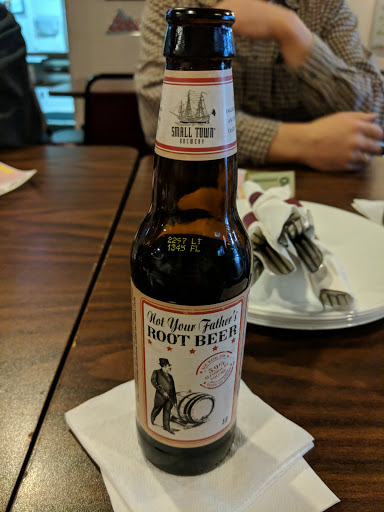 SMALL TOWN
BREWERY
2257 LT
1345 FL
Not Your Father's
ROOT BEER